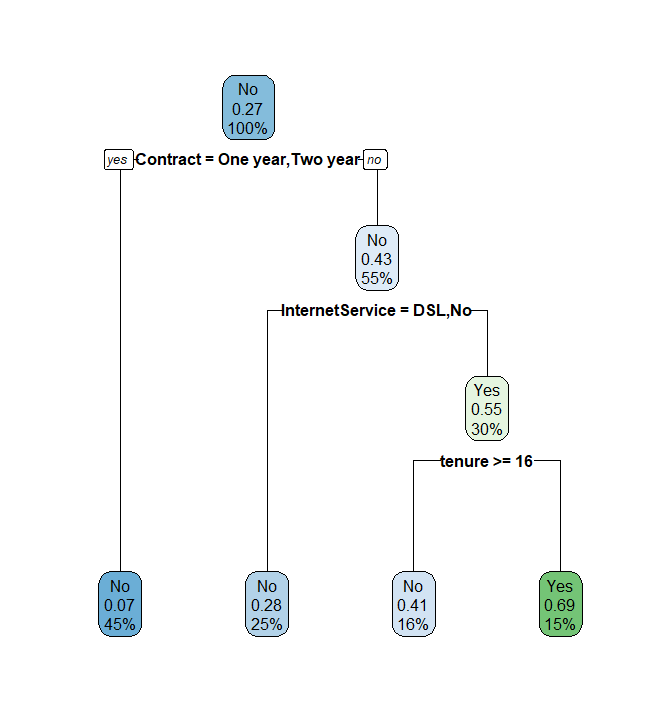 No
0.27
100%
yes Contract = One year,Two year no
No
0.43
55%
InternetService = DSL,No
Yes
0.55
30%
tenure >= 16
No
0.07
45%
No
0.28
25%
No
0.41
16%
Yes
0.69
15%